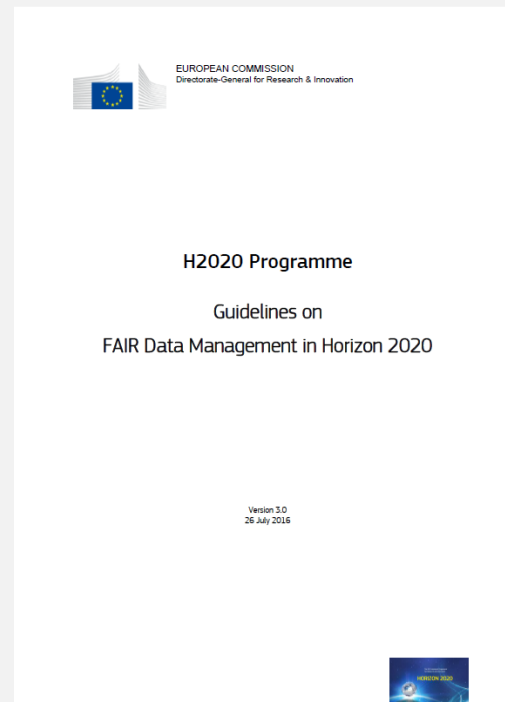 EUROPEAN COMMISSION
Directorate-General for Research & Innovation
H2020 Programme
Guidelines on
FAIR Data Management in Horizon 2020
Version 3.0
26 July 2016
HORIZON 2020